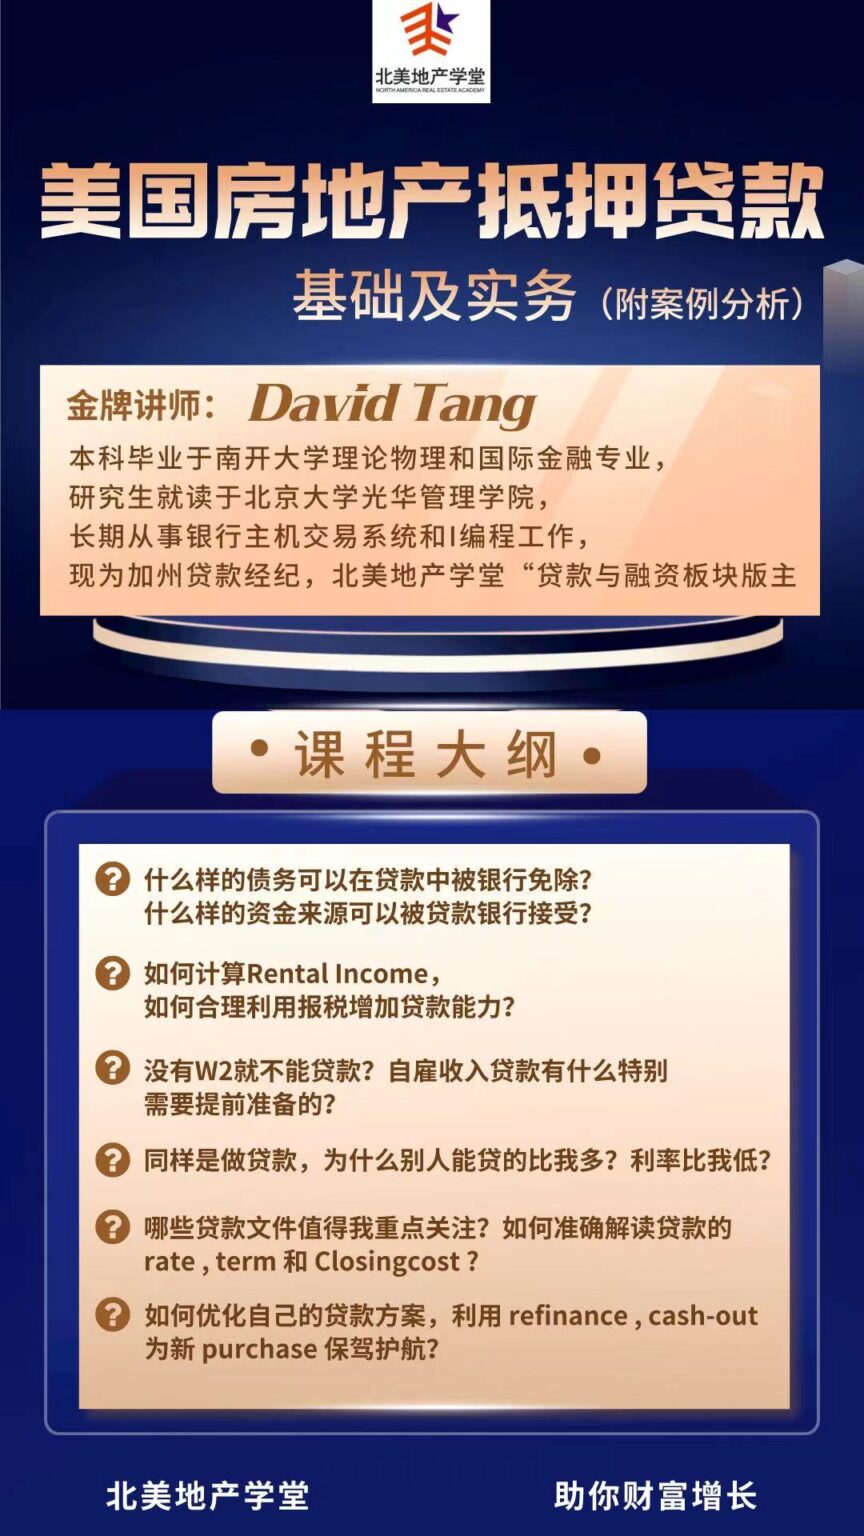 北美地产学堂
NORTH AMERICA REAL ESTATE ACADEMY
美国房地产抵押贷款
基础及实务（附案例分析）
金牌讲师： David Tang
本科毕业于南开大学理论物理和国际金融专业，
研究生就读于北京大学光华管理学院，
长期从事银行主机交易系统和I编程工作，
现为加州贷款经纪，北美地产学堂“贷款与融资板块版主
• 课程大纲 •
什么样的债务可以在贷款中被银行免除？
什么样的资金来源可以被贷款银行接受？
如何计算Rental Income，
如何合理利用报税增加贷款能力？
没有W2就不能贷款？自雇收入贷款有什么特别
需要提前准备的？
同样是做贷款，为什么别人能贷的比我多？利率比我低？
哪些贷款文件值得我重点关注？如何准确解读贷款的
rate , term 和 Closingcost ?
如何优化自己的贷款方案，利用 refinance , cash-out
为新 purchase 保驾护航？
北美地产学堂
助你财富增长